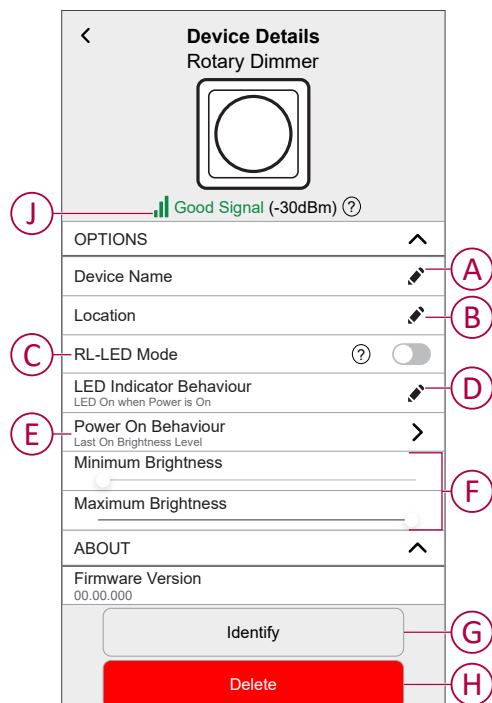 Device Details
Rotary Dimmer
J
Good Signal (-30dBm) ?
OPTIONS
Device Name
A
Location
B
C
RL-LED Mode ?
LED Indicator Behaviour
LED On when Power is On
D
E
Power On Behaviour
Last On Brightness Level
Minimum Brightness
F
Maximum Brightness
ABOUT
Firmware Version
00.00.000
Identify
G
Delete
H